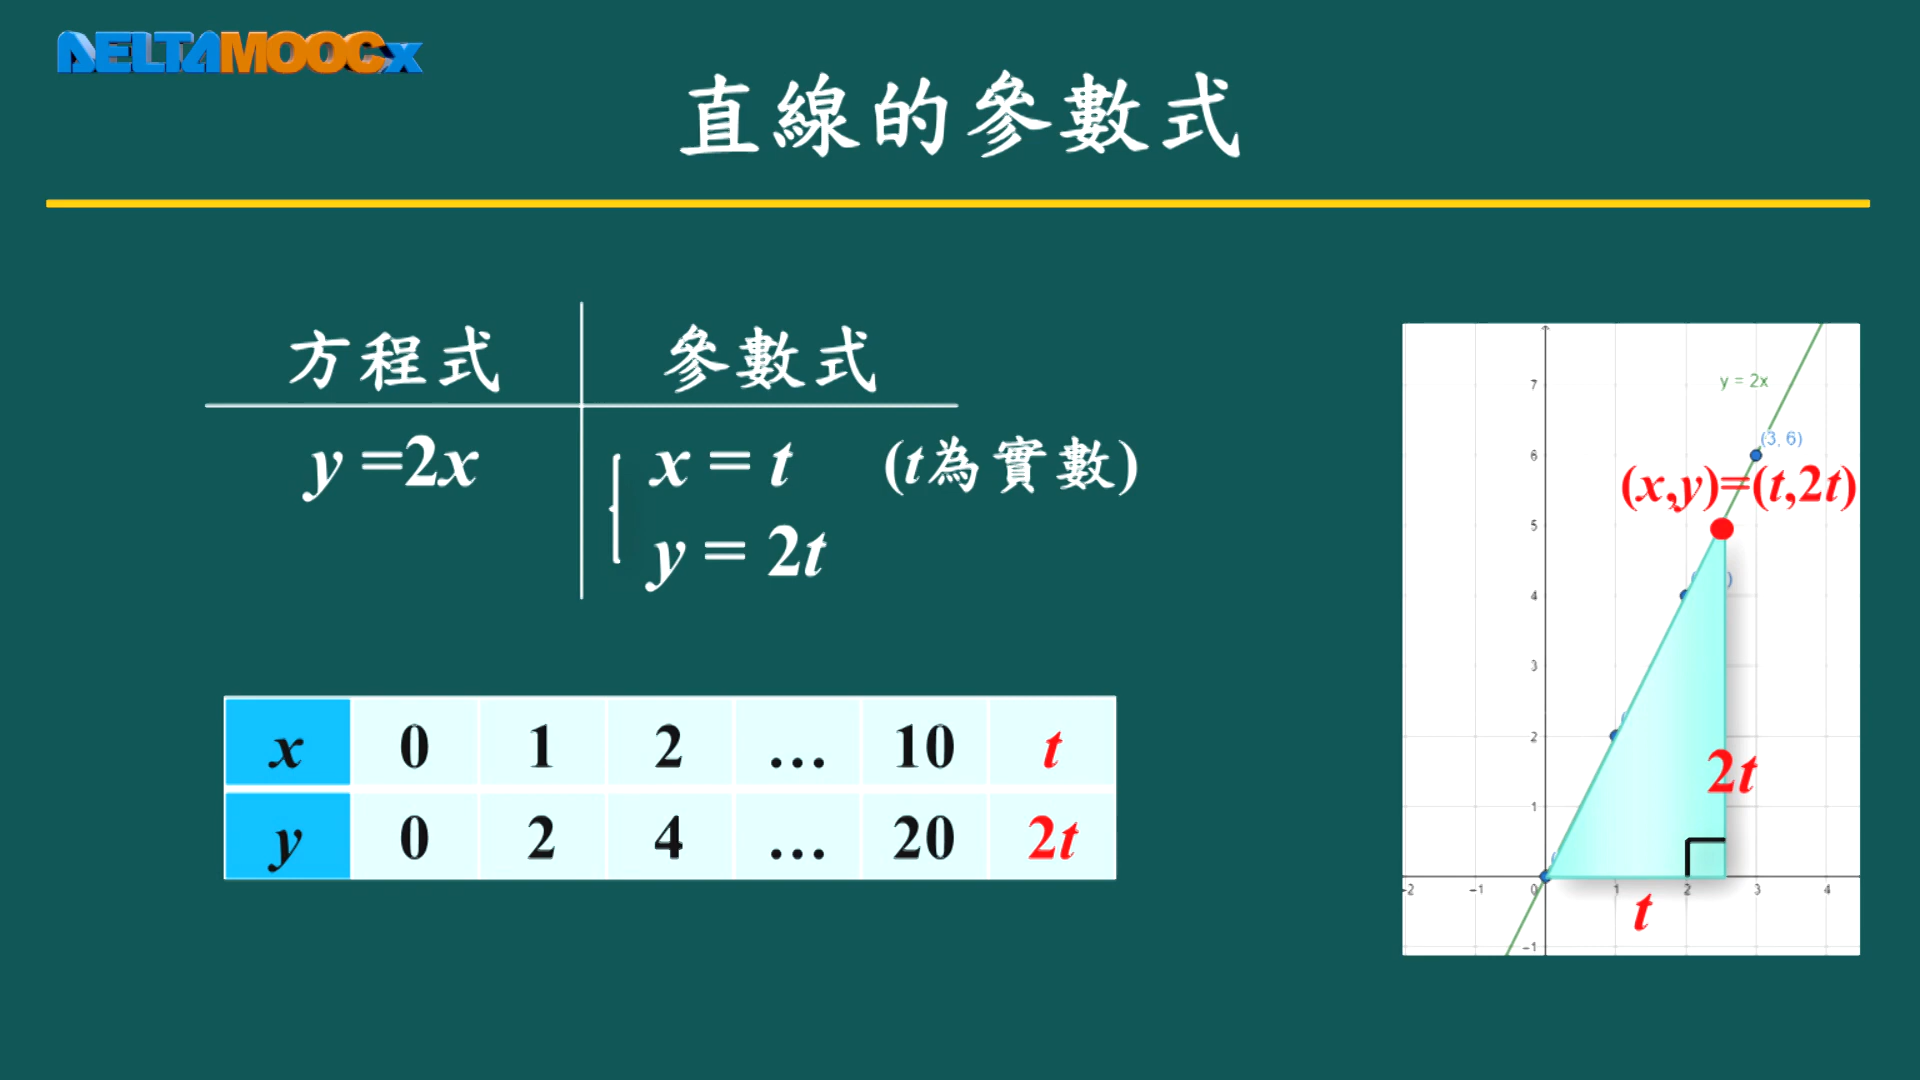 DELTAMOOCx
直線的參數式
方程式
參數式
y =2x
x = t (t為實數)
y = 2t
x 0 1 2 … 10 t
y 0 2 4 … 20 2t
y = 2x
(3, 6)
(x,y)=(t,2t)
2t
t
7
6
5
4
3
2
1
-2 -1 0 1 2 3 4
-1